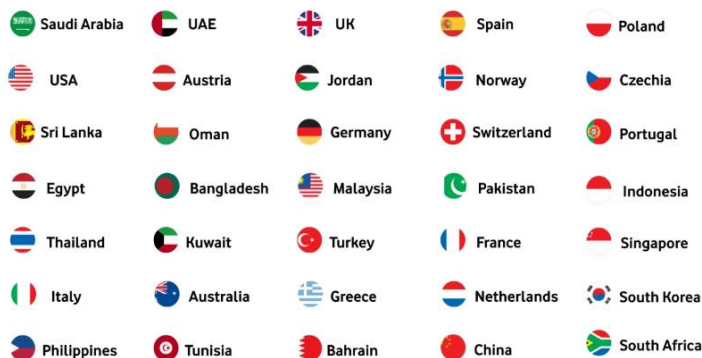 Saudi Arabia UAE UK Spain Poland
USA Austria Jordan Norway Czechia
Sri Lanka Oman Germany Switzerland Portugal
Egypt Bangladesh Malaysia Pakistan Indonesia
Thailand Kuwait Turkey France Singapore
Italy Australia Greece Netherlands South Korea
Philippines Tunisia Bahrain China South Africa